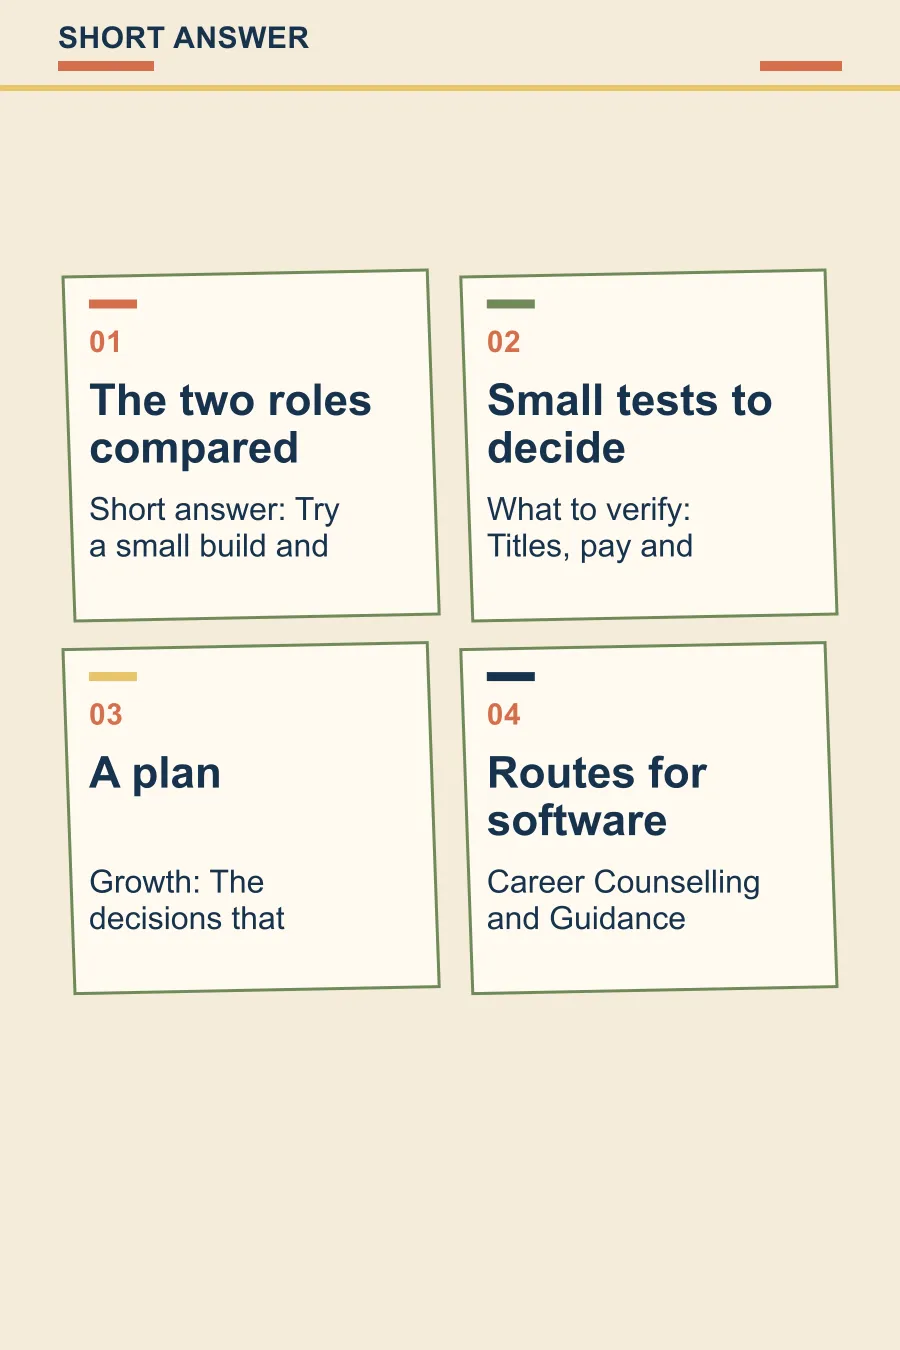 SHORT ANSWER
01
The two roles
compared
Short answer: Try
a small build and
02
Small tests to
decide
What to verify:
Titles, pay and
03
A plan
Growth: The
decisions that
04
Routes for
software
Career Counselling
and Guidance